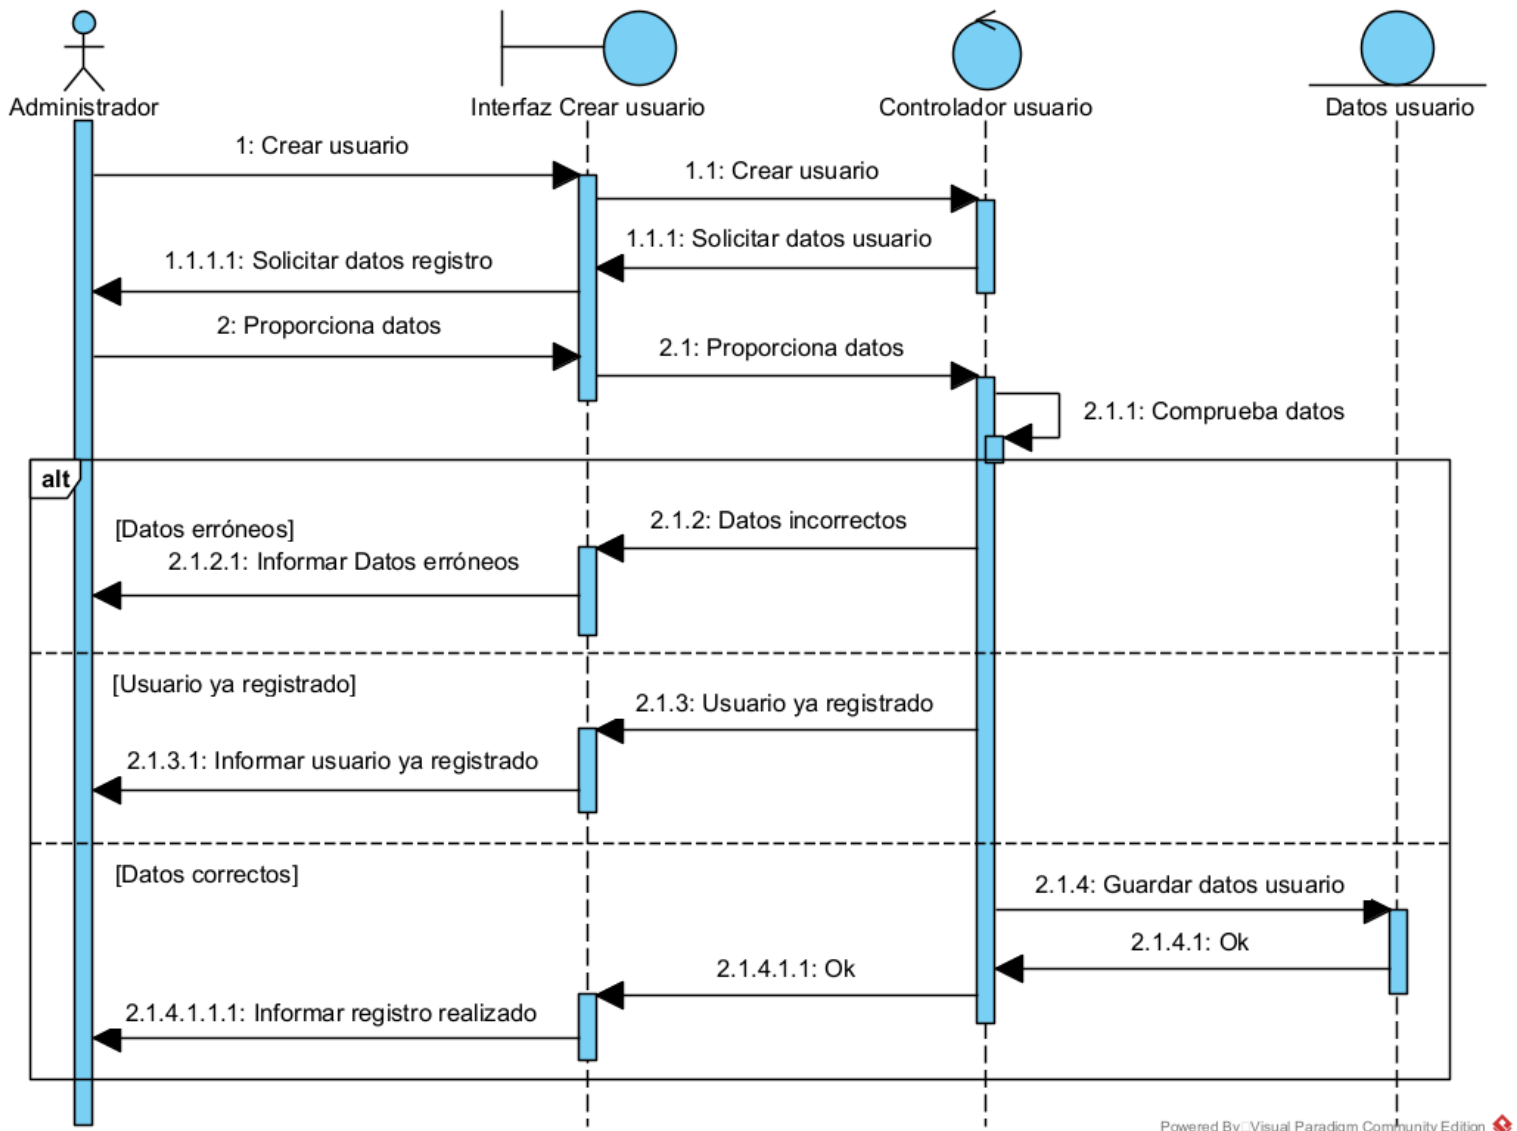 Administrador
Interfaz Crear usuario
Controlador usuario
Datos usuario
1: Crear usuario
1.1: Crear usuario
1.1.1: Solicitar datos usuario
1.1.1.1: Solicitar datos registro
2: Proporciona datos
2.1: Proporciona datos
2.1.1: Comprueba datos
alt
[Datos erróneos]
2.1.2: Datos incorrectos
2.1.2.1: Informar Datos erróneos
[Usuario ya registrado]
2.1.3: Usuario ya registrado
2.1.3.1: Informar usuario ya registrado
[Datos correctos]
2.1.4: Guardar datos usuario
2.1.4.1: Ok
2.1.4.1.1: Ok
2.1.4.1.1.1: Informar registro realizado
Powered By Visual Paradigm Community Edition